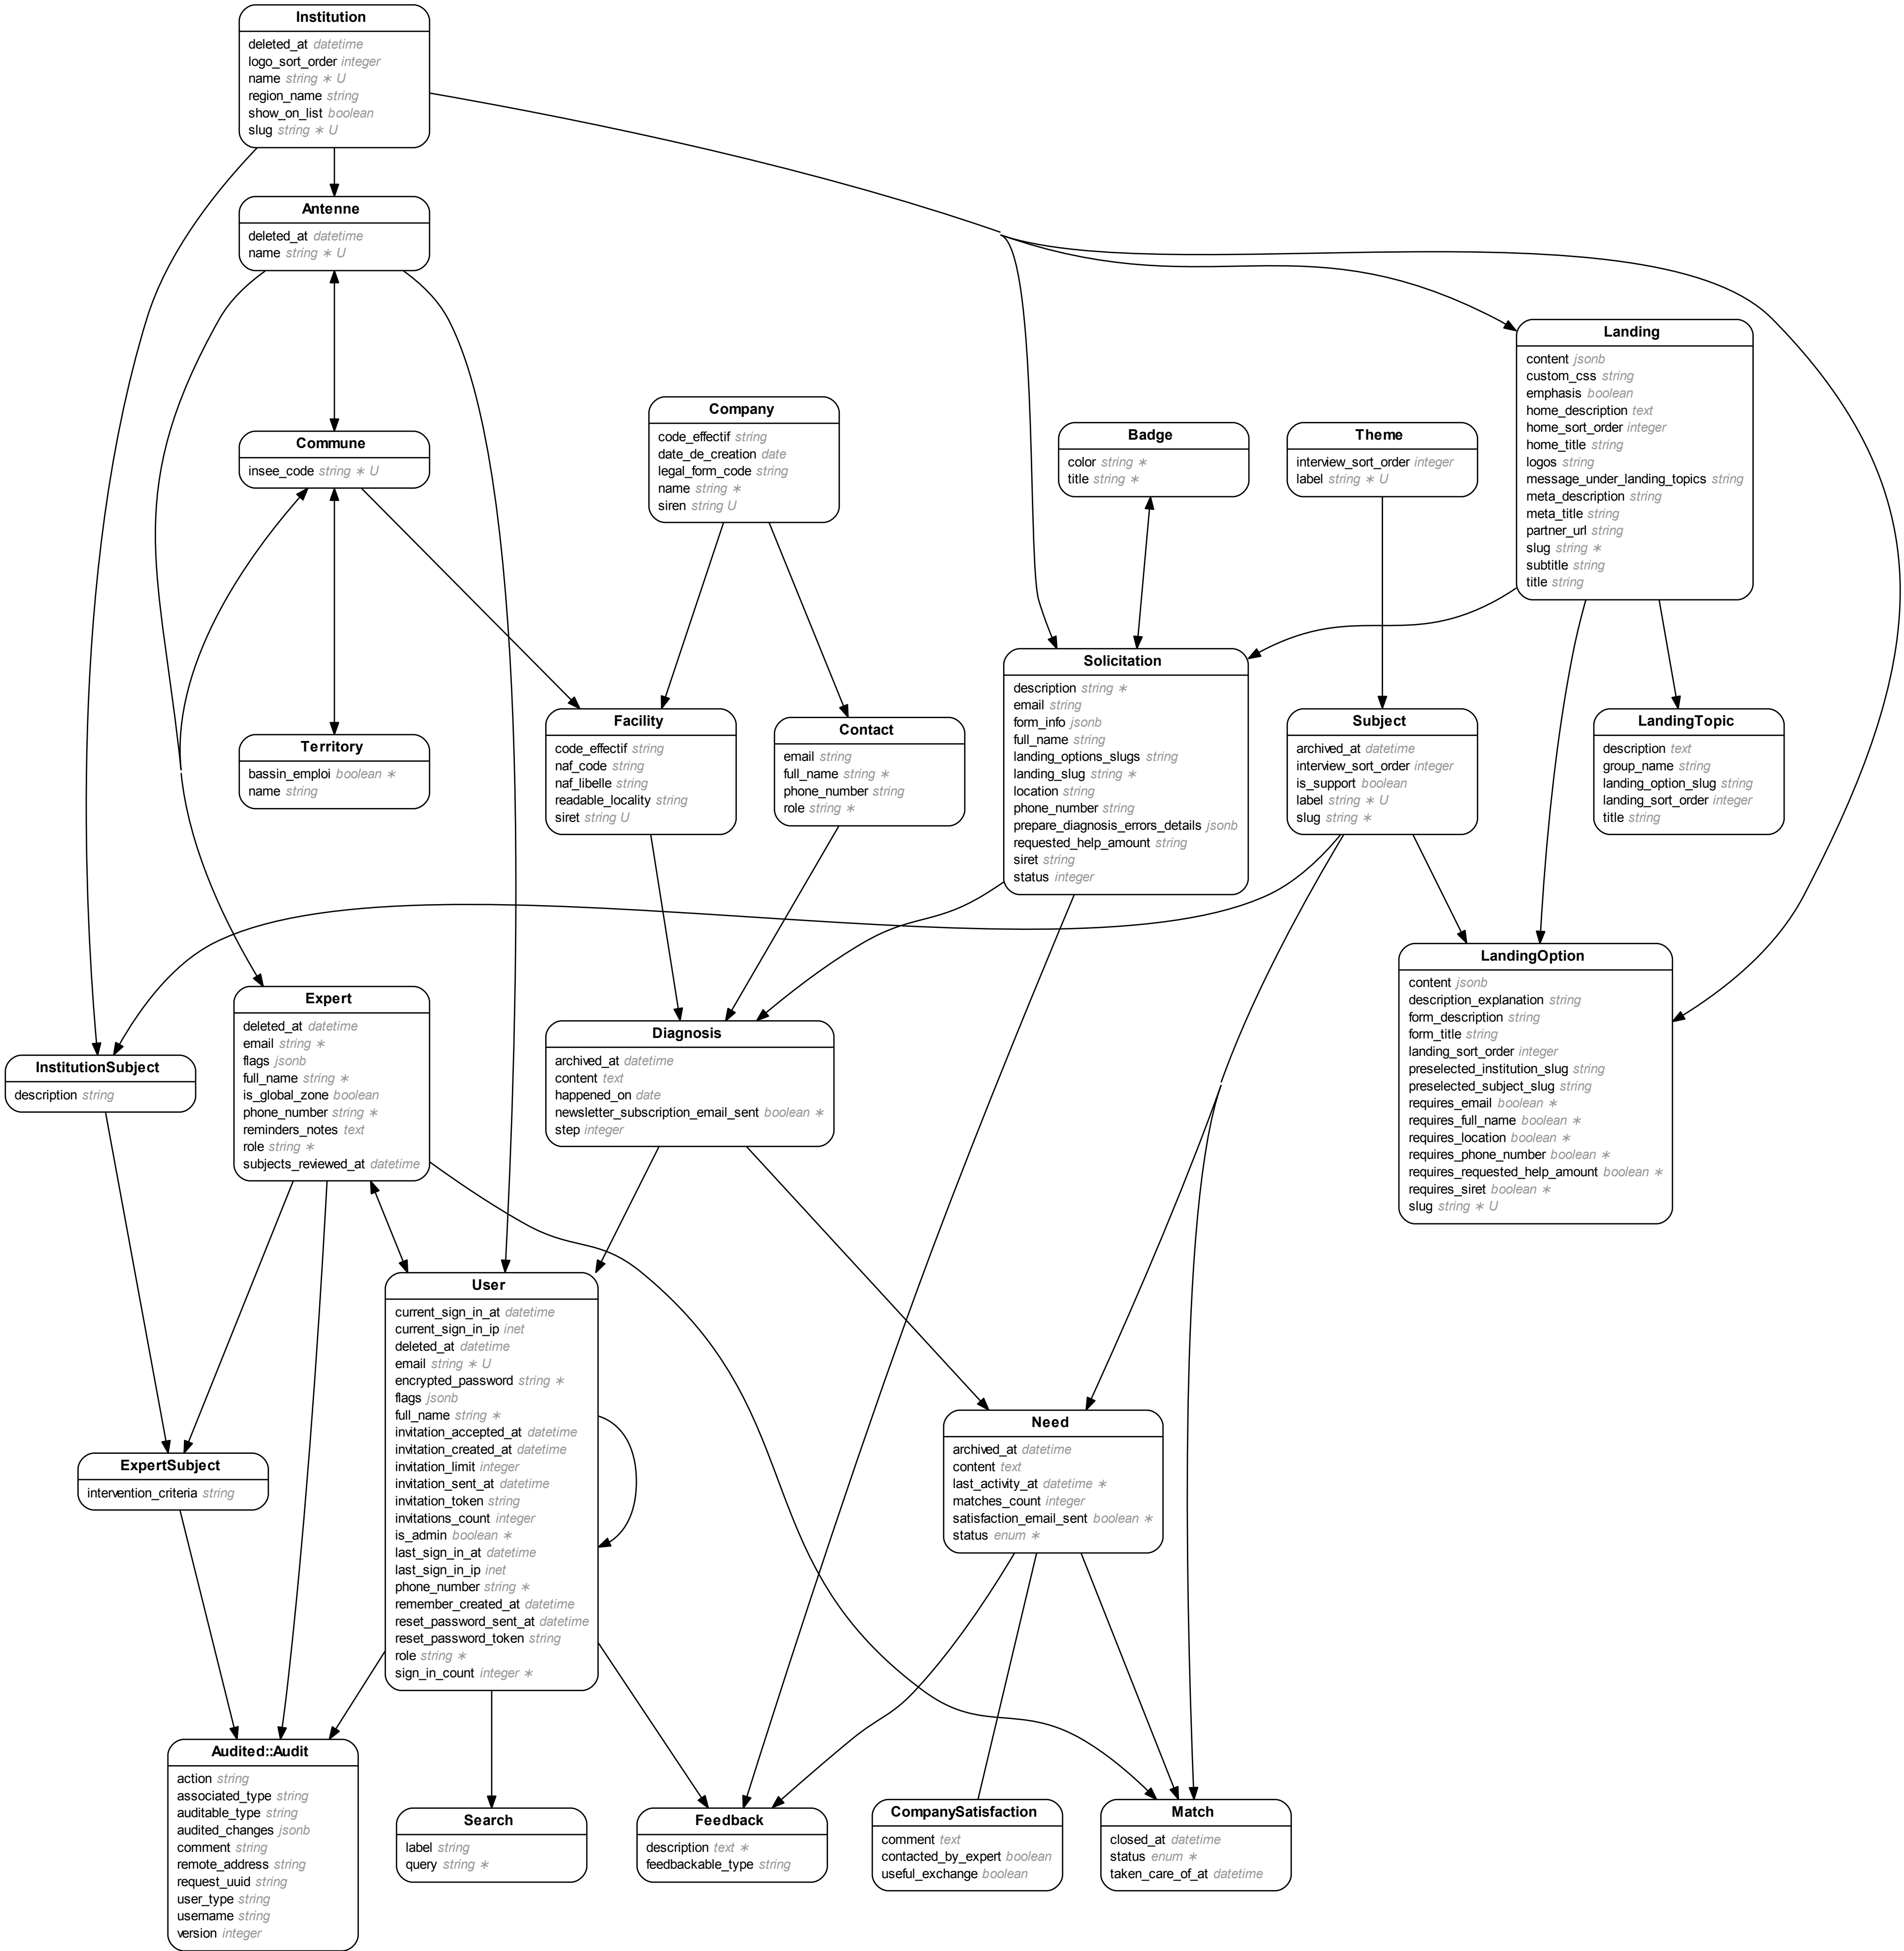 Institution
deleted_at datetime
logo_sort_order integer
name string ∗ U
region_name string
show_on_list boolean
slug string ∗ U
Antenne
deleted_at datetime
name string ∗ U
Landing
content jsonb
custom_css string
emphasis boolean
home_description text
home_sort_order integer
home_title string
logos string
message_under_landing_topics string
meta_description string
meta_title string
partner_url string
slug string ∗
subtitle string
title string
Company
code_effectif string
date_de_creation date
legal_form_code string
name string ∗
siren string U
Badge
color string ∗
title string ∗
Theme
interview_sort_order integer
label string ∗ U
Commune
insee_code string ∗ U
Solicitation
description string ∗
email string
form_info jsonb
full_name string
landing_options_slugs string
landing_slug string ∗
location string
phone_number string
prepare_diagnosis_errors_details jsonb
requested_help_amount string
siret string
status integer
Facility
code_effectif string
naf_code string
naf_libelle string
readable_locality string
siret string U
Contact
email string
full_name string ∗
phone_number string
role string ∗
Subject
archived_at datetime
interview_sort_order integer
is_support boolean
label string ∗ U
slug string ∗
LandingTopic
description text
group_name string
landing_option_slug string
landing_sort_order integer
title string
Territory
bassin_emploi boolean ∗
name string
LandingOption
content jsonb
description_explanation string
form_description string
form_title string
landing_sort_order integer
preselected_institution_slug string
preselected_subject_slug string
requires_email boolean ∗
requires_full_name boolean ∗
requires_location boolean ∗
requires_phone_number boolean ∗
requires_requested_help_amount boolean ∗
requires_siret boolean ∗
slug string ∗ U
Expert
deleted_at datetime
email string ∗
flags jsonb
full_name string ∗
is_global_zone boolean
phone_number string ∗
reminders_notes text
role string ∗
subjects_reviewed_at datetime
Diagnosis
archived_at datetime
content text
happened_on date
newsletter_subscription_email_sent boolean ∗
step integer
InstitutionSubject
description string
User
current_sign_in_at datetime
current_sign_in_ip inet
deleted_at datetime
email string ∗ U
encrypted_password string ∗
flags jsonb
full_name string ∗
invitation_accepted_at datetime
invitation_created_at datetime
invitation_limit integer
invitation_sent_at datetime
invitation_token string
invitations_count integer
is_admin boolean ∗
last_sign_in_at datetime
last_sign_in_ip inet
phone_number string ∗
remember_created_at datetime
reset_password_sent_at datetime
reset_password_token string
role string ∗
sign_in_count integer ∗
Need
archived_at datetime
content text
last_activity_at datetime ∗
matches_count integer
satisfaction_email_sent boolean ∗
status enum ∗
ExpertSubject
intervention_criteria string
Audited::Audit
action string
associated_type string
auditable_type string
audited_changes jsonb
comment string
remote_address string
request_uuid string
user_type string
username string
version integer
Search
label string
query string ∗
Feedback
description text ∗
feedbackable_type string
CompanySatisfaction
comment text
contacted_by_expert boolean
useful_exchange boolean
Match
closed_at datetime
status enum ∗
taken_care_of_at datetime